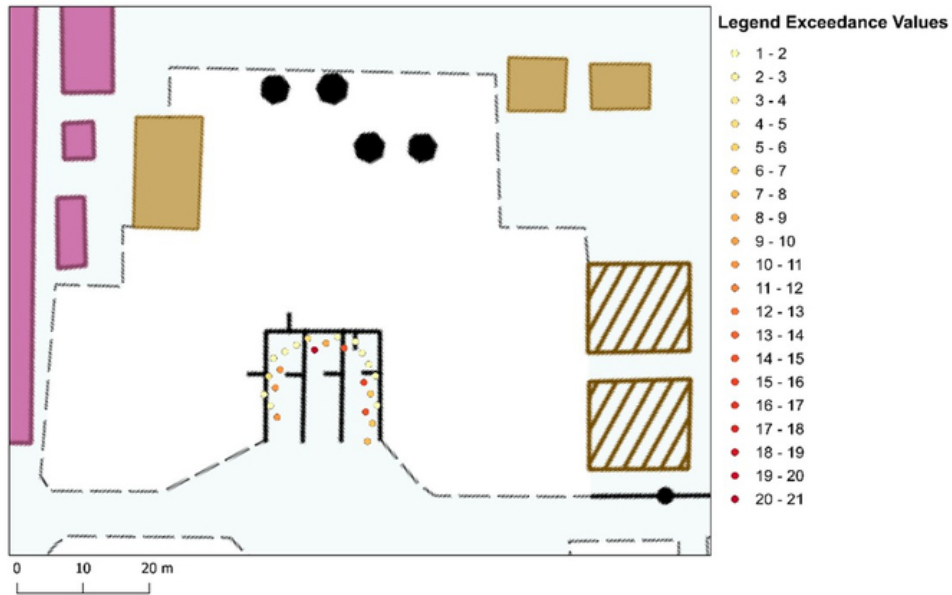 Legend Exceedance Values
1 - 2
2 - 3
3 - 4
4 - 5
5 - 6
6 - 7
7 - 8
8 - 9
9 - 10
10 - 11
11 - 12
12 - 13
13 - 14
14 - 15
15 - 16
16 - 17
17 - 18
18 - 19
19 - 20
20 - 21
0 10 20 m